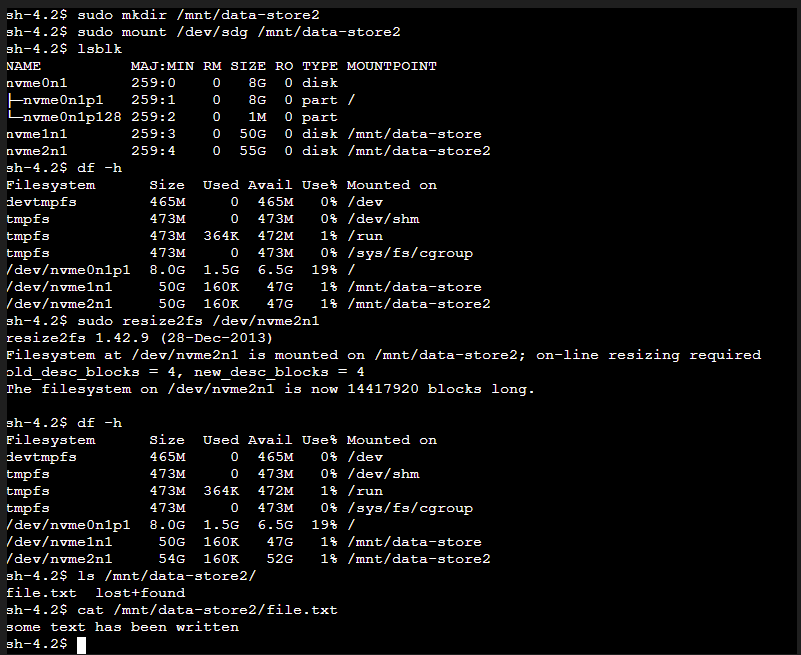 sh-4.2$ sudo mkdir /mnt/data-store2
sh-4.2$ sudo mount /dev/sdg /mnt/data-store2
sh-4.2$ lsblk
NAME          MAJ:MIN RM SIZE RO TYPE MOUNTPOINT
nvme0n1       259:0    0   8G  0 disk
├─nvme0n1p1   259:1    0   8G  0 part /
└─nvme0n1p128 259:2    0   1M  0 part
nvme1n1       259:3    0  50G  0 disk /mnt/data-store
nvme2n1       259:4    0  55G  0 disk /mnt/data-store2
sh-4.2$ df -h
Filesystem      Size  Used Avail Use% Mounted on
devtmpfs        465M     0  465M   0% /dev
tmpfs           473M     0  473M   0% /dev/shm
tmpfs           473M  364K  472M   1% /run
tmpfs           473M     0  473M   0% /sys/fs/cgroup
/dev/nvme0n1p1  8.0G  1.5G  6.5G  19% /
/dev/nvme1n1     50G  160K   47G   1% /mnt/data-store
/dev/nvme2n1     50G  160K   47G   1% /mnt/data-store2
sh-4.2$ sudo resize2fs /dev/nvme2n1
resize2fs 1.42.9 (28-Dec-2013)
Filesystem at /dev/nvme2n1 is mounted on /mnt/data-store2; on-line resizing required
old_desc_blocks = 4, new_desc_blocks = 4
The filesystem on /dev/nvme2n1 is now 14417920 blocks long.

sh-4.2$ df -h
Filesystem      Size  Used Avail Use% Mounted on
devtmpfs        465M     0  465M   0% /dev
tmpfs           473M     0  473M   0% /dev/shm
tmpfs           473M  364K  472M   1% /run
tmpfs           473M     0  473M   0% /sys/fs/cgroup
/dev/nvme0n1p1  8.0G  1.5G  6.5G  19% /
/dev/nvme1n1     50G  160K   47G   1% /mnt/data-store
/dev/nvme2n1     54G  160K   52G   1% /mnt/data-store2
sh-4.2$ ls /mnt/data-store2/
file.txt  lost+found
sh-4.2$ cat /mnt/data-store2/file.txt
some text has been written
sh-4.2$